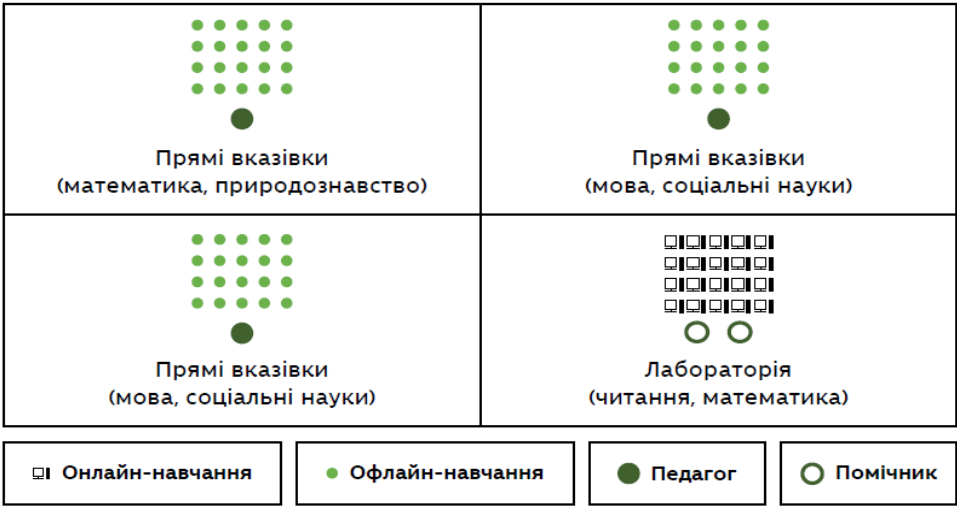 Прямі вказівки
(математика, природознавство)
Прямі вказівки
(мова, соціальні науки)
Прямі вказівки
(мова, соціальні науки)
Лабораторія
(читання, математика)
Онлайн-навчання
Офлайн-навчання
Педагог
Помічник